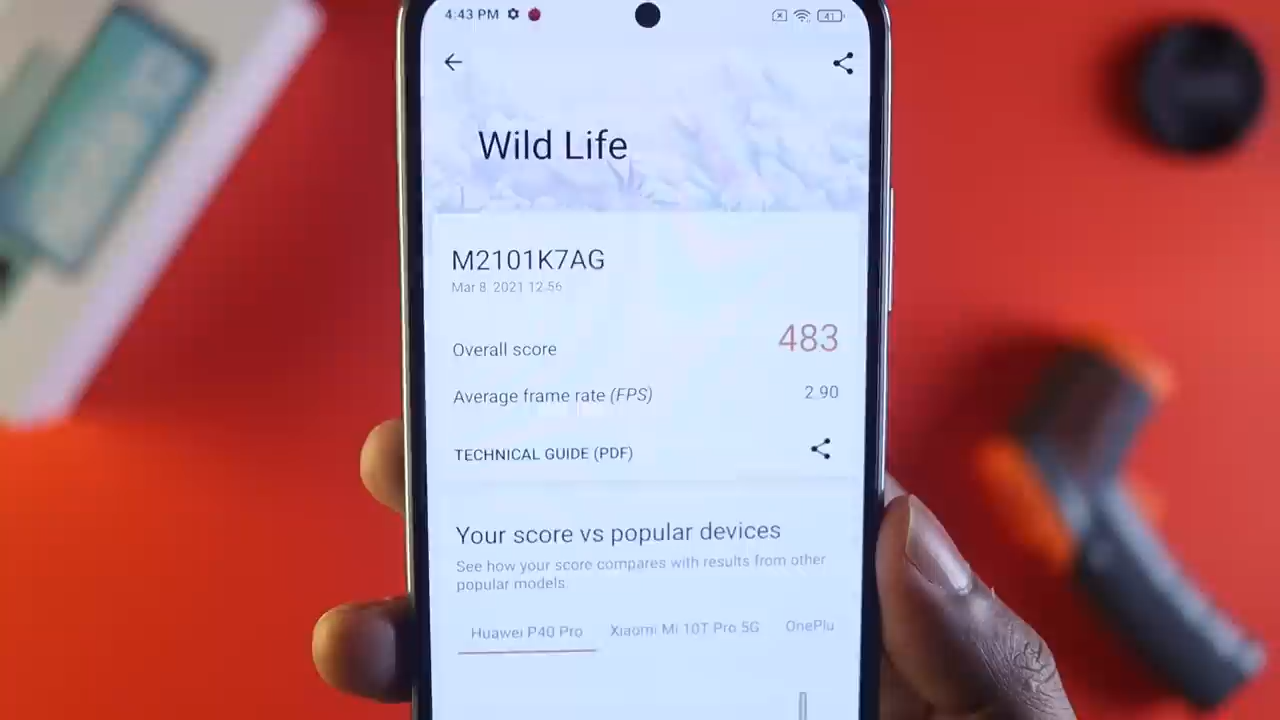 4:43 PM 41
Wild Life
M2101K7AG
Mar 8, 2021 12:56
Overall score 483
Average frame rate (FPS) 2.90
TECHNICAL GUIDE (PDF)
Your score vs popular devices
See how your score compares with results from other
popular models.
Huawei P40 Pro Xiaomi Mi 10T Pro 5G OnePlu